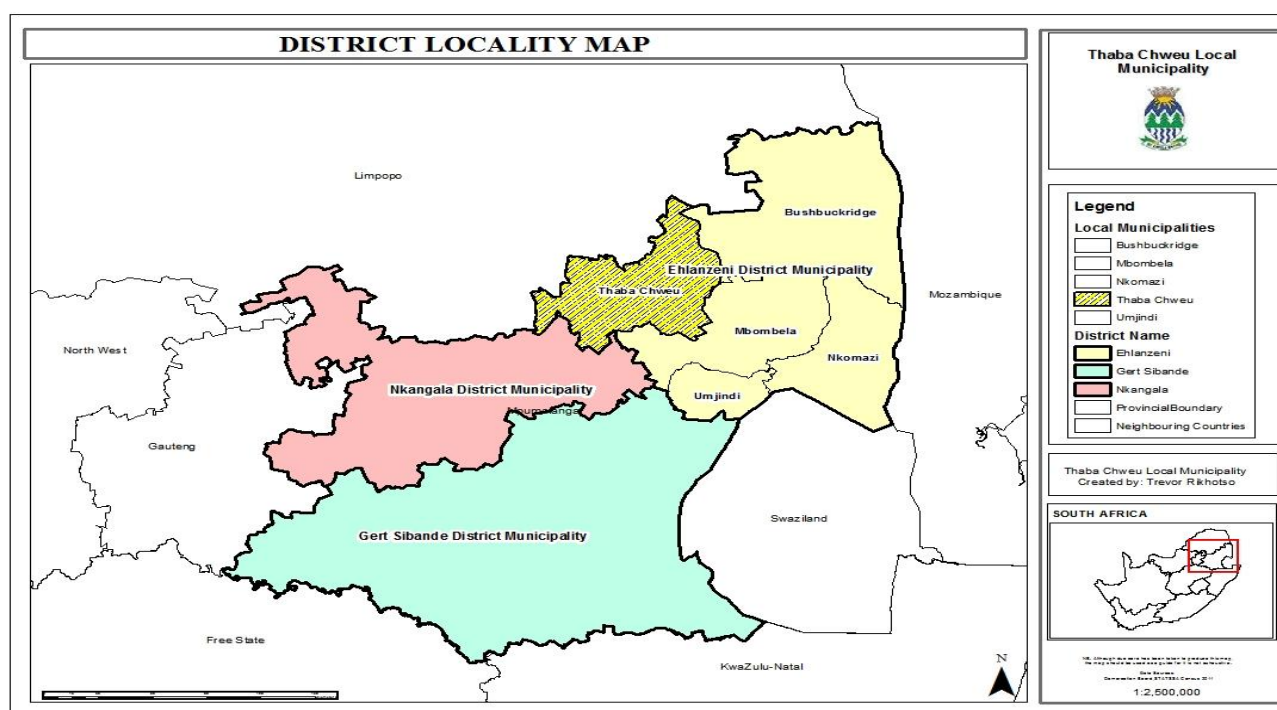 DISTRICT LOCALITY MAP
Limpopo
Bushbuckridge
Ehlanzeni District Municipality
Thaba Chweu
Mozambique
Mbombela
North West
Nkomazi
Nkangala District Municipality
Umjindi
Mpumalanga
Gauteng
Swaziland
Gert Sibande District Municipality
Free State
KwaZulu-Natal
N
Thaba Chweu Local
Municipality
Legend
Local Municipalities
Bushbuckridge
Mbombela
Nkomazi
Thaba Chweu
Umjindi
District Name
Ehlanzeni
Gert Sibande
Nkangala
ProvincialBoundary
Neighbouring Countries
Thaba Chweu Local Municipality
Created by: Trevor Rikhotso
SOUTH AFRICA
1:2,500,000